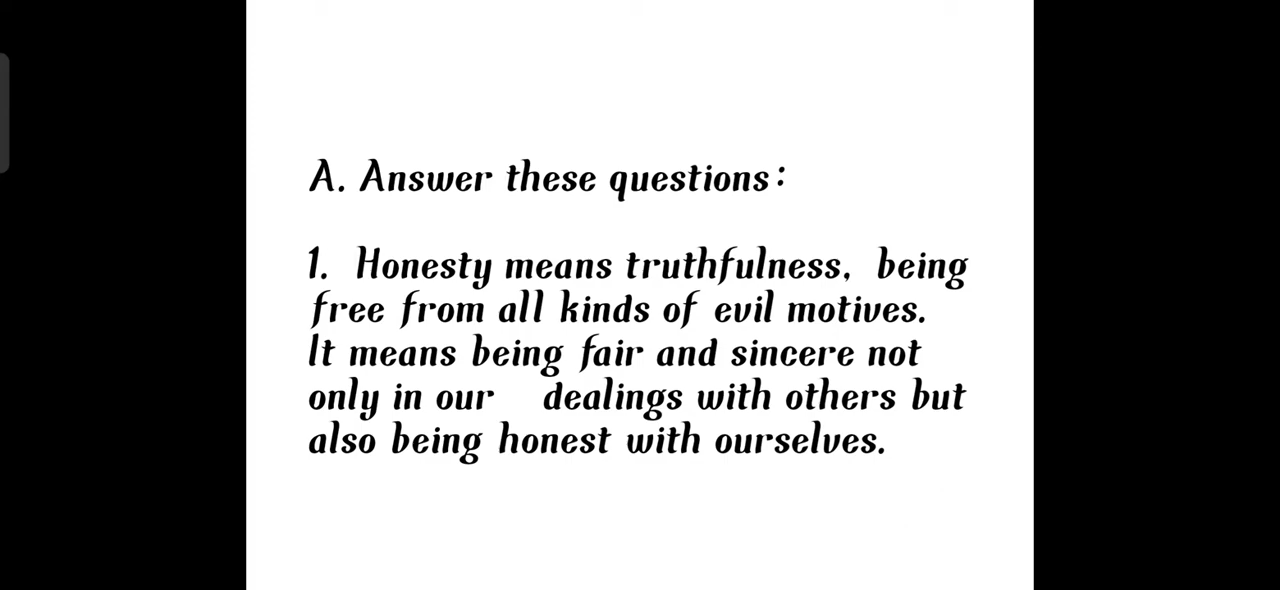 A. Answer these questions:
1. Honesty means truthfulness, being
free from all kinds of evil motives.
It means being fair and sincere not
only in our dealings with others but
also being honest with ourselves.